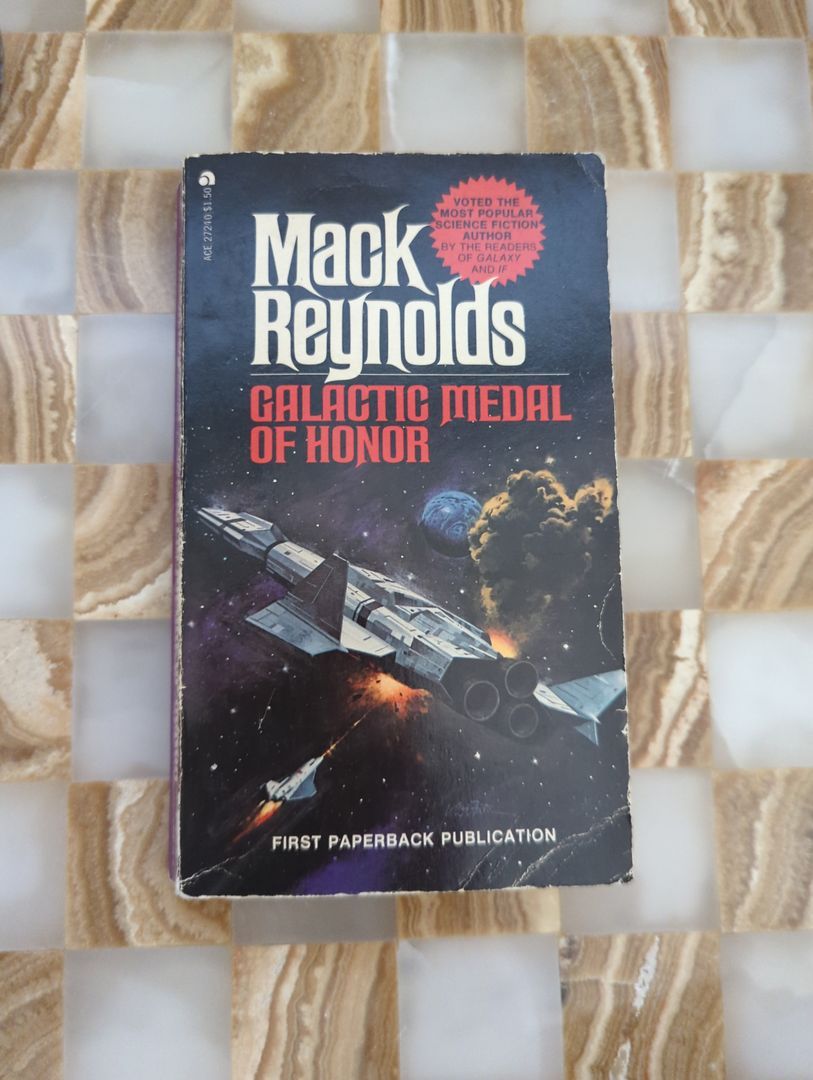 ACE 27240 $1.50
VOTED THE
MOST POPULAR
SCIENCE FICTION
AUTHOR
BY THE READERS
OF GALAXY
AND IF
Mack
Reynolds
GALACTIC MEDAL
OF HONOR
FIRST PAPERBACK PUBLICATION